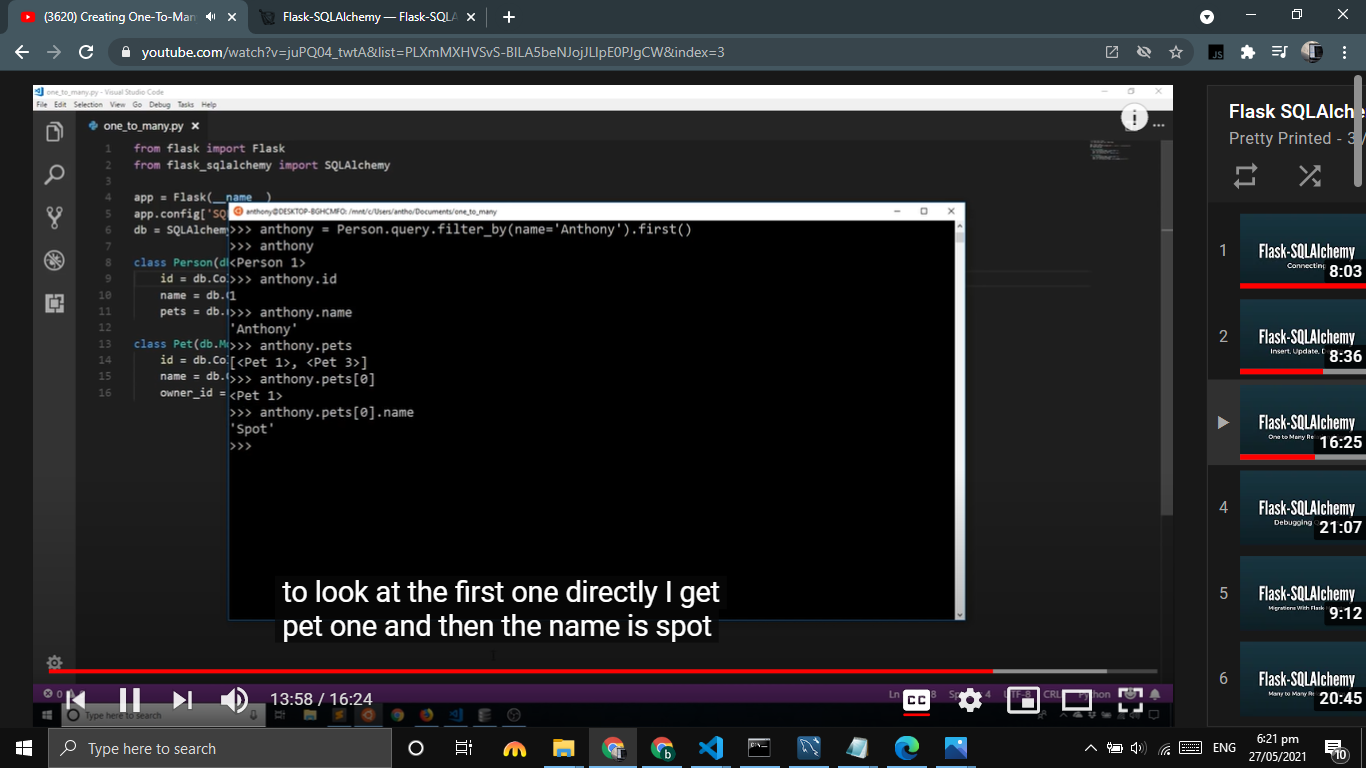 (3620) Creating One-To-Man
Flask-SQLAlchemy — Flask-SQLA
youtube.com/watch?v=juPQ04_twtA&list=PLXmMXHVSvS-BILA5beNJojJLlpE0PJgCW&index=3
one_to_many.py - Visual Studio Code
File Edit Selection View Go Debug Tasks Help
one_to_many.py
1 from flask import Flask
2 from flask_sqlalchemy import SQLAlchemy
3
4 app = Flask(__name__)
5 app.config['SQ
6 db = SQLAlchem
7
8 class Person(d
9 id = db.Co
10 name = db.
11 pets = db.
12
13 class Pet(db.M
14 id = db.Co
15 name = db.
16 owner_id =
anthony@DESKTOP-BGHCMFO: /mnt/c/Users/antho/Documents/one_to_many
>>> anthony = Person.query.filter_by(name='Anthony').first()
>>> anthony
<Person 1>
>>> anthony.id
1
>>> anthony.name
'Anthony'
>>> anthony.pets
[<Pet 1>, <Pet 3>]
>>> anthony.pets[0]
<Pet 1>
>>> anthony.pets[0].name
'Spot'
>>>
to look at the first one directly I get
pet one and then the name is spot
13:58 / 16:24
CC
UTF-8
Python
Type here to search
Flask SQLAlche
Pretty Printed - 3 /
1
Flask-SQLAlchemy
Connecting
8:03
2
Flask-SQLAlchemy
Insert, Update, D
8:36
Flask-SQLAlchemy
One to Many Re
16:25
4
Flask-SQLAlchemy
Debugging
21:07
5
Flask-SQLAlchemy
Migrations With Flask
9:12
6
Flask-SQLAlchemy
Many to Many R
20:45
Type here to search
ENG
6:21 pm
27/05/2021
10